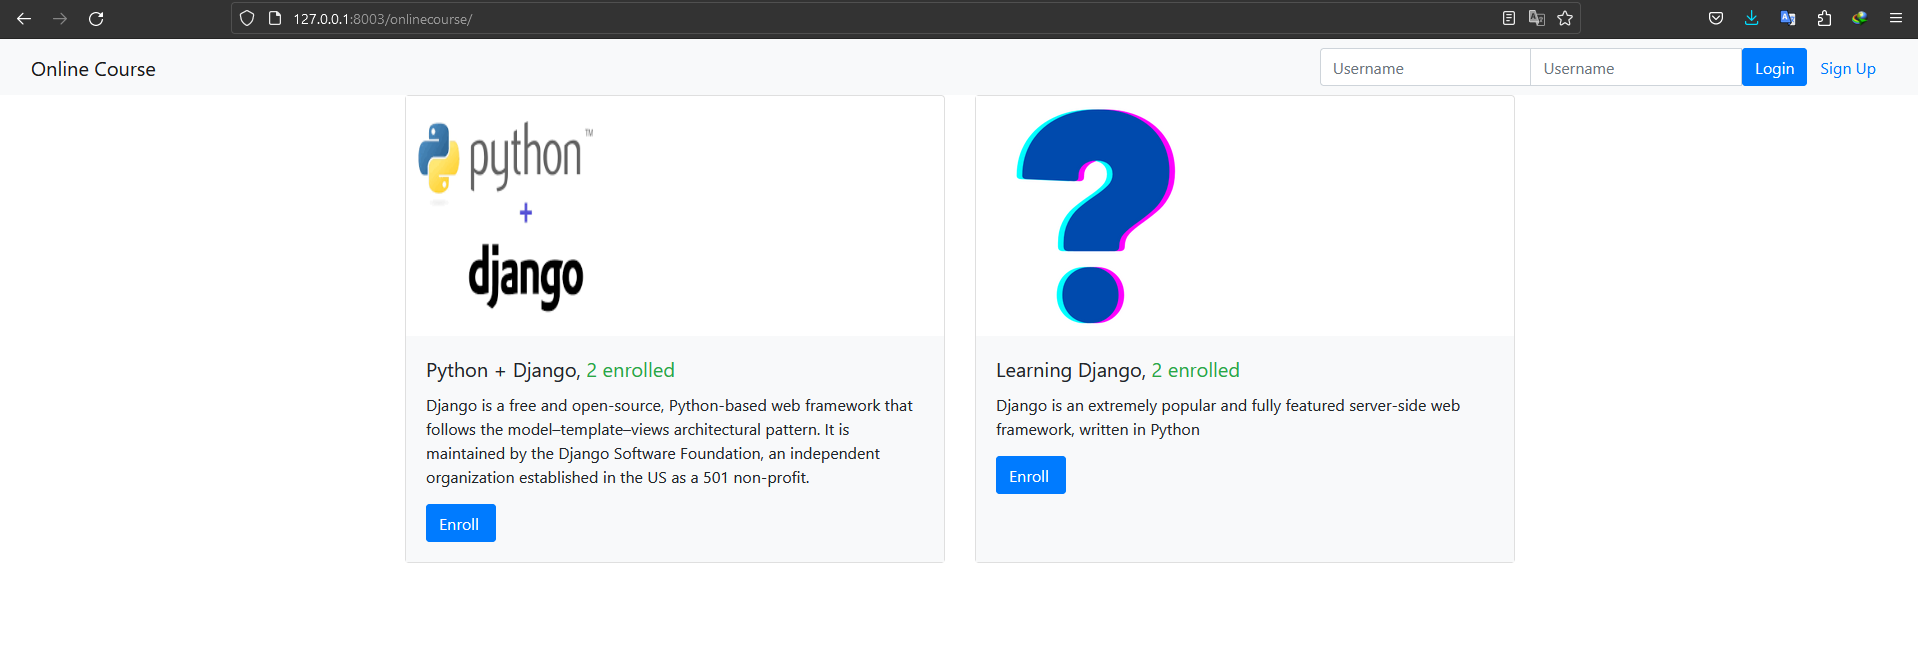 127.0.0.1:8003/onlinecourse/
Online Course
Username
Username
Login
Sign Up
python™
+
django
?
Python + Django, 2 enrolled
Django is a free and open-source, Python-based web framework that
follows the model–template–views architectural pattern. It is
maintained by the Django Software Foundation, an independent
organization established in the US as a 501 non-profit.
Enroll
Learning Django, 2 enrolled
Django is an extremely popular and fully featured server-side web
framework, written in Python
Enroll